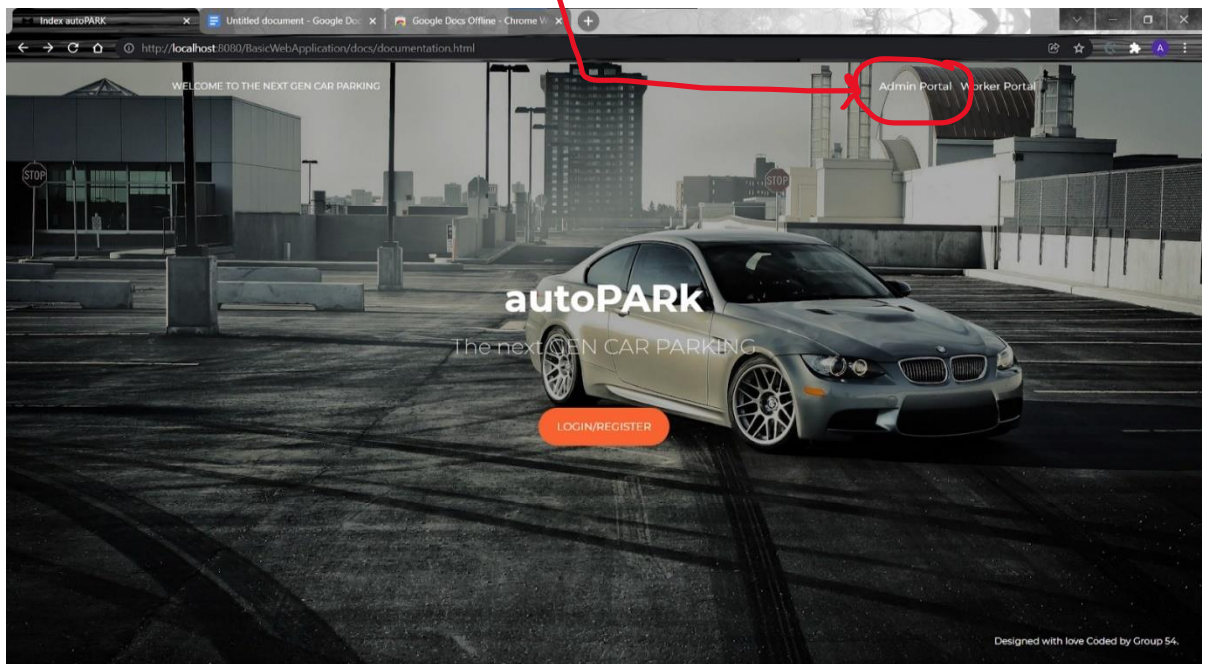 Index autoPARK
Untitled document - Google Doc
Google Docs Offline - Chrome W
http://localhost:8080/BasicWebApplication/docs/documentation.html
A
WELCOME TO THE NEXT GEN CAR PARKING
Admin Portal Worker Portal
STOP
STOP
autoPARk
The next GEN CAR PARKING
LOGIN/REGISTER
Designed with love Coded by Group 54.